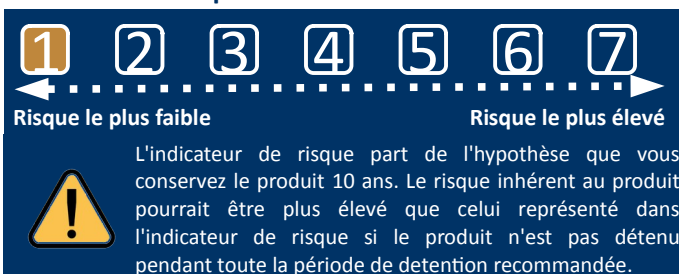 1 2 3 4 5 6 7
Risque le plus faible Risque le plus élevé
L'indicateur de risque part de l'hypothèse que vous
conservez le produit 10 ans. Le risque inhérent au produit
pourrait être plus élevé que celui représenté dans
l'indicateur de risque si le produit n'est pas détenu
pendant toute la période de detention recommandée.